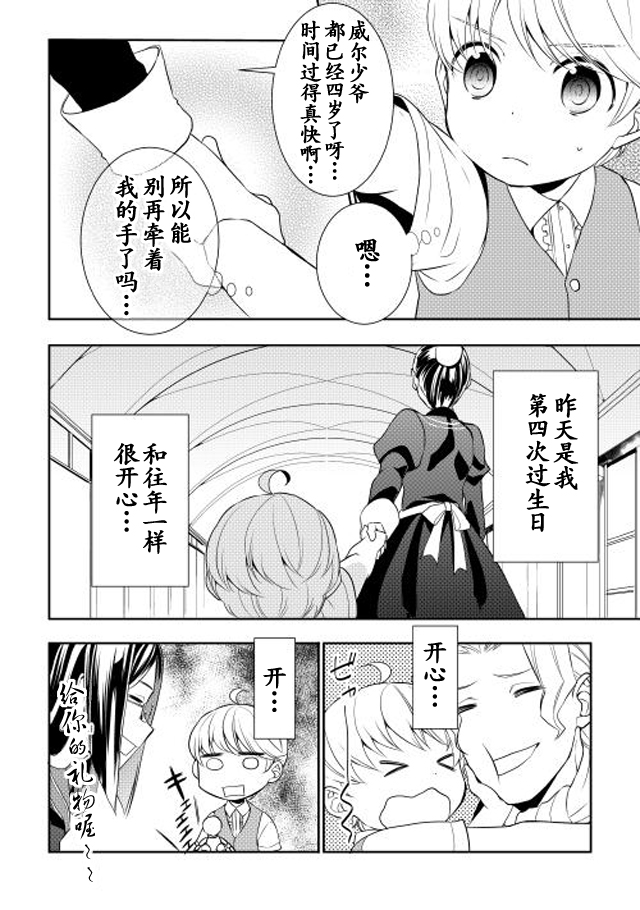 威尔少爷
都已经四岁了呀…
时间过得真快啊…
嗯…
所以能
别再牵着
我的手了吗…
昨天是我
第四次过生日
和往年一样
很开心…
开心…
开…
给你的礼物喔～～